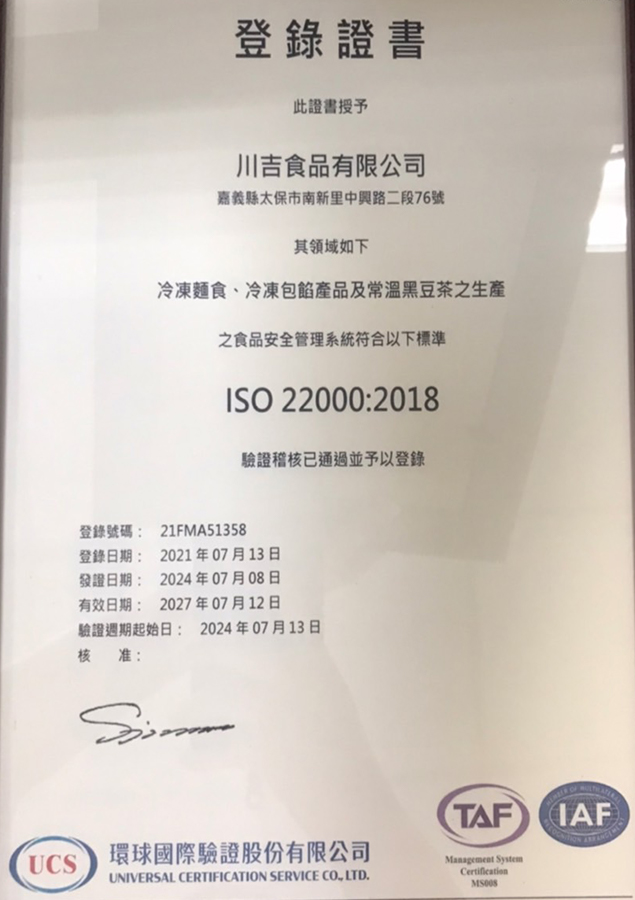 登錄證書
此證書授予
川吉食品有限公司
嘉義縣太保市南新里中興路二段76號
其領域如下
冷凍麵食、冷凍包餡產品及常溫黑豆茶之生產
之食品安全管理系統符合以下標準
ISO 22000:2018
驗證稽核已通過並予以登錄
登錄號碼： 21FMA51358
登錄日期： 2021 年 07 月 13 日
發證日期： 2024 年 07 月 08 日
有效日期： 2027 年 07 月 12 日
驗證週期起始日： 2024 年 07 月 13 日
核 准：
UCS
環球國際驗證股份有限公司
UNIVERSAL CERTIFICATION SERVICE CO., LTD.
TAF
Management System
Certification
MS008
MEMBER OF MULTILATERAL
IAF
RECOGNITION ARRANGEMENT